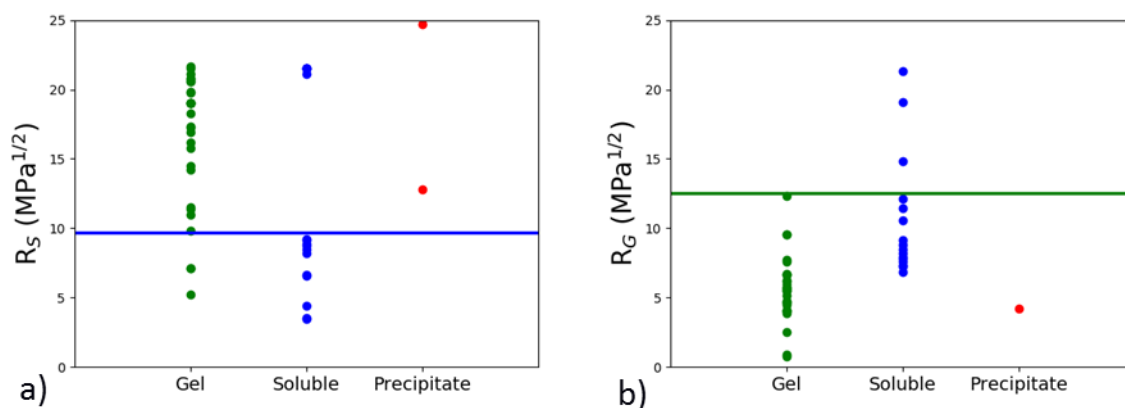 R_S (MPa^{1/2})
25
20
15
10
5
0
Gel Soluble Precipitate
a)
R_G (MPa^{1/2})
25
20
15
10
5
0
Gel Soluble Precipitate
b)